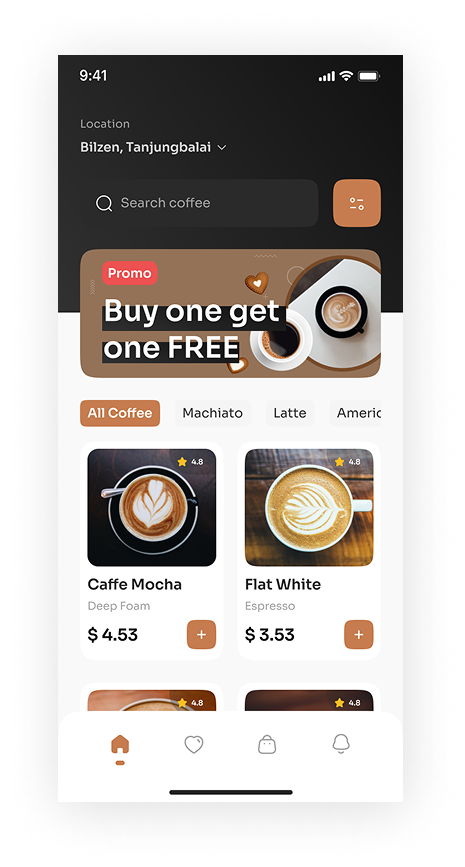 9:41
Location
Bilzen, Tanjungbalai
Search coffee
Promo
Buy one get
one FREE
All Coffee Machiato Latte Americ
4.8 4.8
Caffe Mocha Flat White
Deep Foam Espresso
$ 4.53 + $ 3.53 +
4.8 4.8